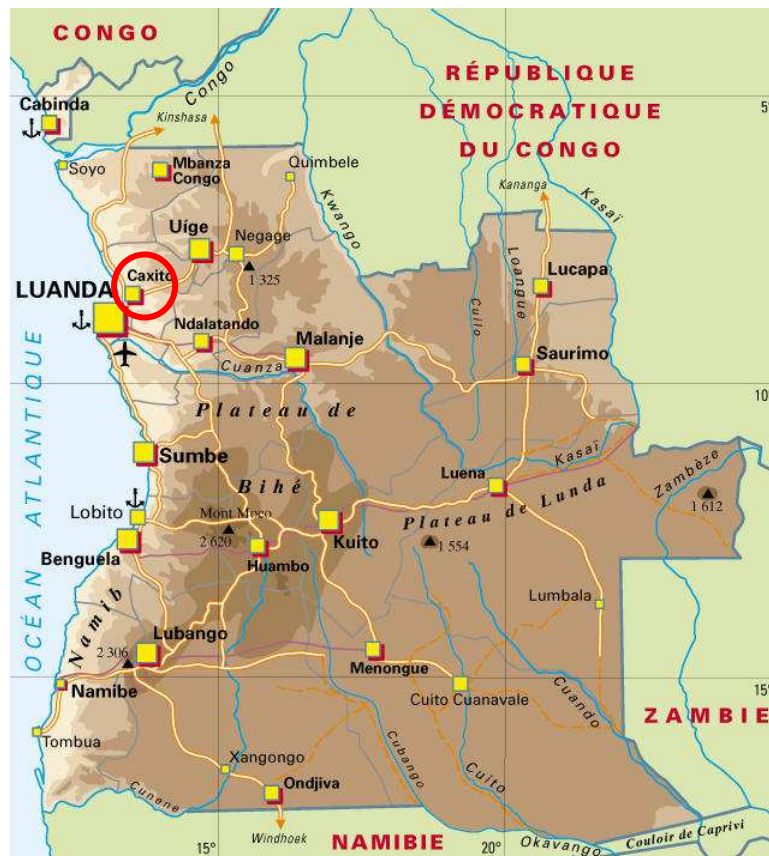 CONGO
RÉPUBLIQUE
DÉMOCRATIQUE
DU CONGO
5°
Cabinda
Congo
Kinshasa
Soyo
Mbanza
Congo
Quimbele
Kwango
Kananga
Kasaï
Uíge
Negage
1 325
Loangue
Cuilo
Lucapa
Caxito
LUANDA
Ndalatando
Malanje
Cuanza
Saurimo
10°
Plateau de
Bihé
OCÉAN ATLANTIQUE
Sumbe
Luena
Kasaï
Zambèze
Plateau de Lunda
1 612
Lobito
Mont Moco
2 620
Kuito
1 554
Benguela
Huambo
Namib
Lumbala
Lubango
2 306
Menongue
Cuando
15°
Namibe
Cuito Cuanavale
ZAMBIE
Tombua
Xangongo
Cubango
Cuito
Cunene
Ondjiva
15°
Windhoek
NAMIBIE
20°
Okavango
Couloir de Caprivi